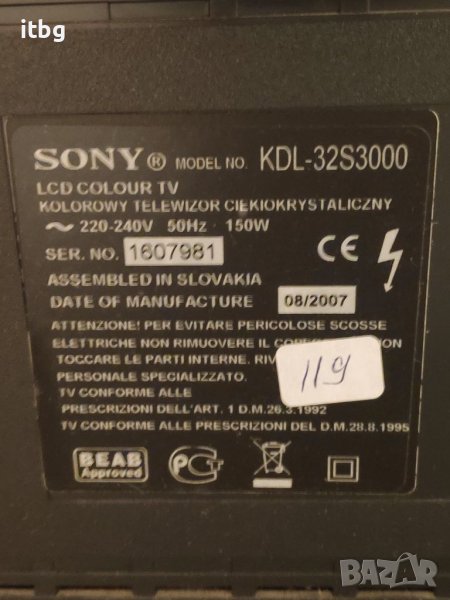 itbg
SONY® MODEL NO. KDL-32S3000
LCD COLOUR TV
KOLOROWY TELEWIZOR CIEKIOKRYSTALICZNY
~ 220-240V 50Hz 150W
SER. NO. 1607981
CE
ASSEMBLED IN SLOVAKIA
DATE OF MANUFACTURE 08/2007
ATTENZIONE! PER EVITARE PERICOLOSE SCOSSE
ELETTRICHE NON RIMUOVERE IL
TOCCARE LE PARTI INTERNE.
119
PERSONALE SPECIALIZZATO.
TV CONFORME ALLE
PRESCRIZIONI DELL'ART. 1 D.M.26.3.1992
TV CONFORME ALLE PRESCRIZIONI DEL D.M.28.8.1995
BEAB
Approved
BAZAR